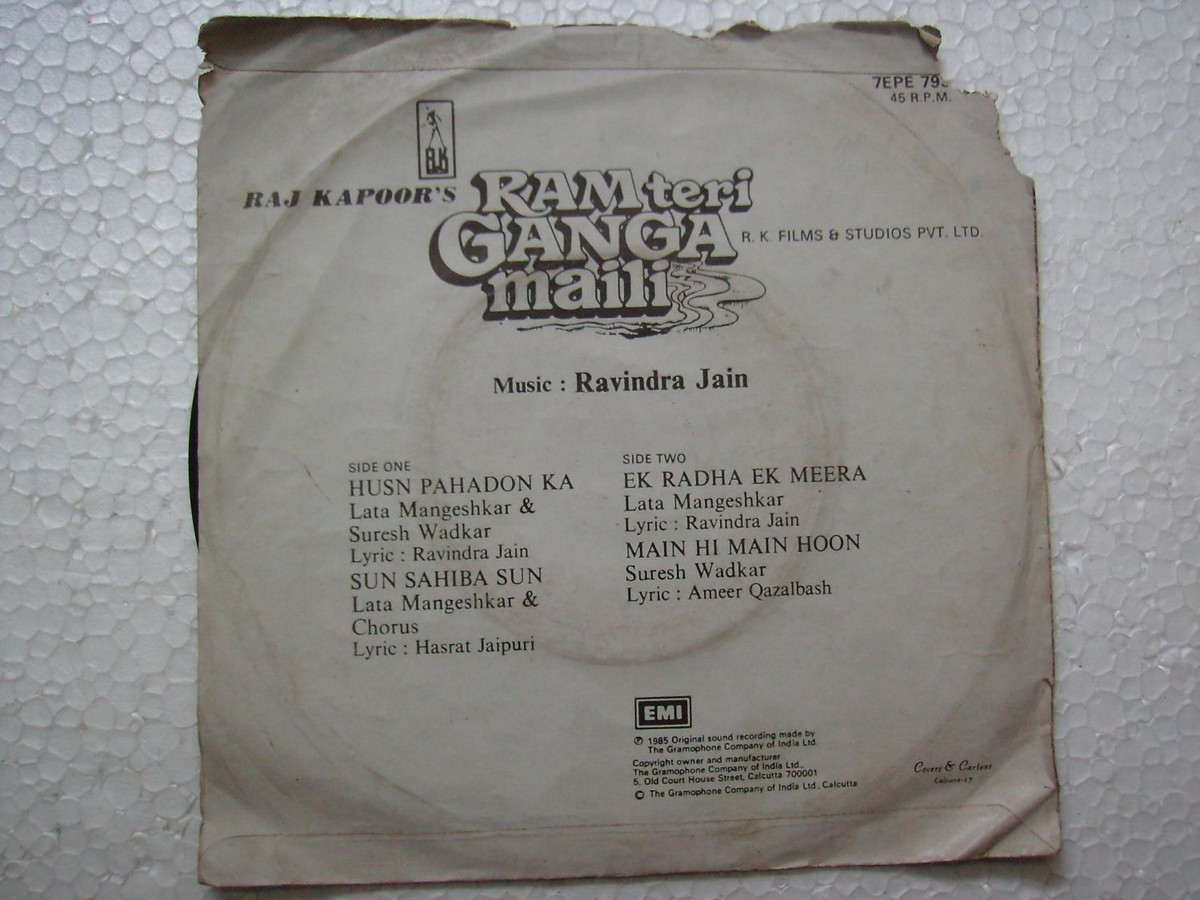 7EPE 79
45 R.P.M.
R.K
RAJ KAPOOR'S
RAM teri
GANGA
maili
R. K. FILMS & STUDIOS PVT. LTD.
Music : Ravindra Jain
SIDE ONE
HUSN PAHADON KA
Lata Mangeshkar &
Suresh Wadkar
Lyric : Ravindra Jain
SUN SAHIBA SUN
Lata Mangeshkar &
Chorus
Lyric : Hasrat Jaipuri
SIDE TWO
EK RADHA EK MEERA
Lata Mangeshkar
Lyric : Ravindra Jain
MAIN HI MAIN HOON
Suresh Wadkar
Lyric : Ameer Qazalbash
EMI
℗ 1985 Original sound recording made by
The Gramophone Company of India Ltd.
Copyright owner and manufacturer
The Gramophone Company of India Ltd.,
5, Old Court House Street, Calcutta 700001
© The Gramophone Company of India Ltd., Calcutta
Covers & Cartons
Calcutta-17